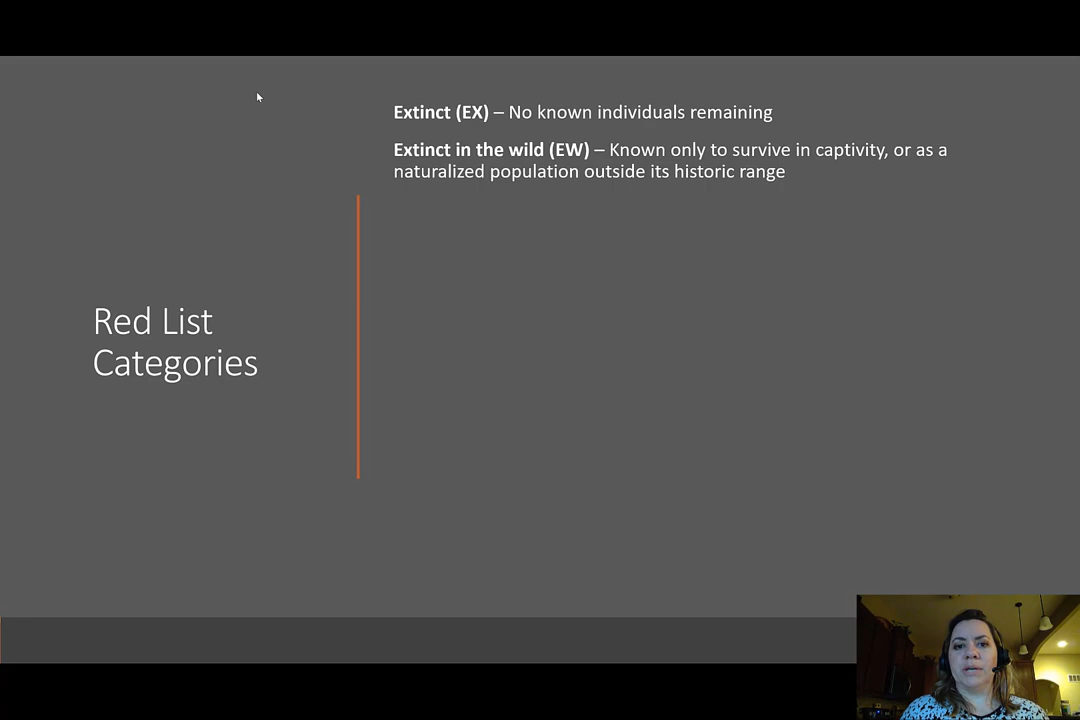 Extinct (EX) – No known individuals remaining
Extinct in the wild (EW) – Known only to survive in captivity, or as a
naturalized population outside its historic range
Red List
Categories